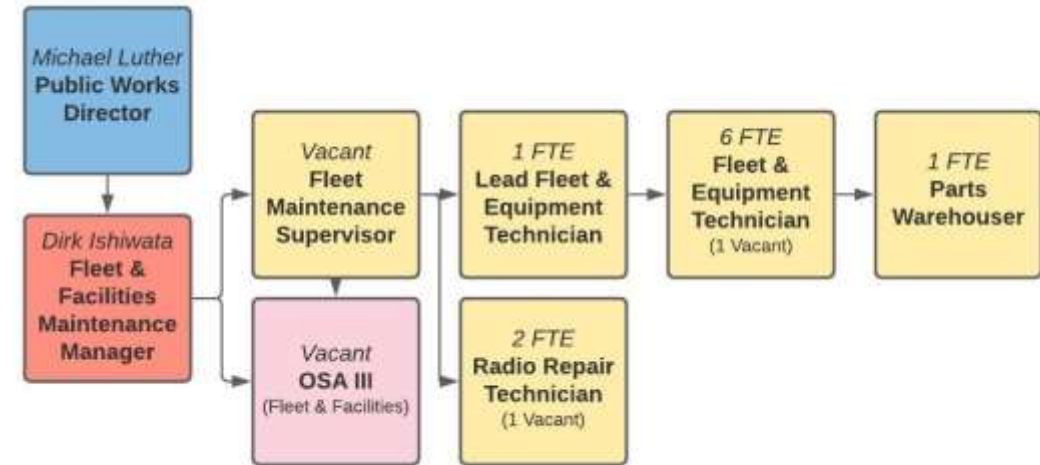 Michael Luther
Public Works
Director
Dirk Ishiwata
Fleet &
Facilities
Maintenance
Manager
Vacant
Fleet
Maintenance
Supervisor
Vacant
OSA III
(Fleet & Facilities)
1 FTE
Lead Fleet &
Equipment
Technician
2 FTE
Radio Repair
Technician
(1 Vacant)
6 FTE
Fleet &
Equipment
Technician
(1 Vacant)
1 FTE
Parts
Warehouser